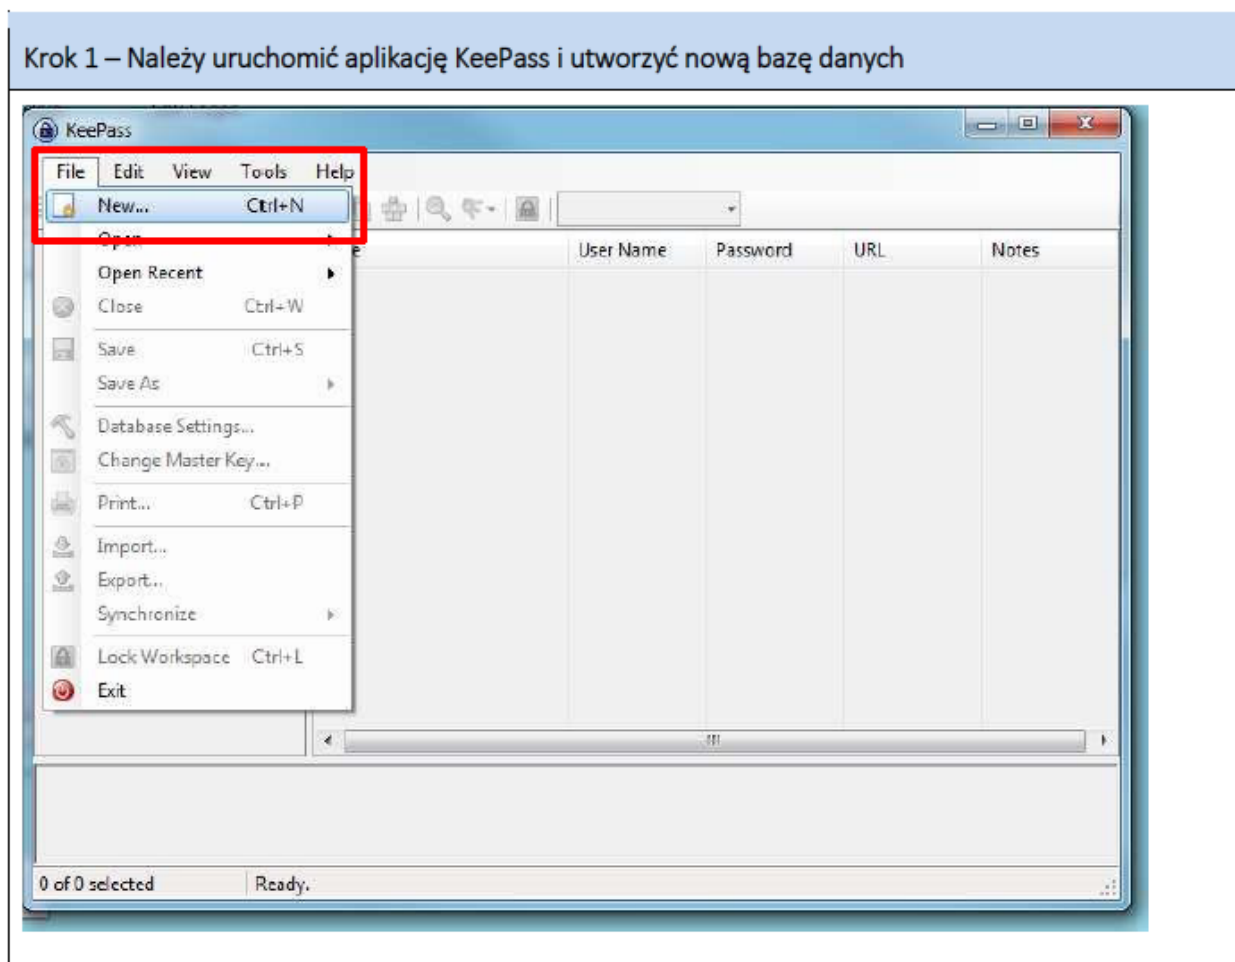 Krok 1 – Należy uruchomić aplikację KeePass i utworzyć nową bazę danych
KeePass
File Edit View Tools Help
New... Ctrl+N
Open
User Name Password URL Notes
Open Recent
Close Ctrl+W
Save Ctrl+S
Save As
Database Settings...
Change Master Key...
Print... Ctrl+P
Import...
Export...
Synchronize
Lock Workspace Ctrl+L
Exit
0 of 0 selected Ready.